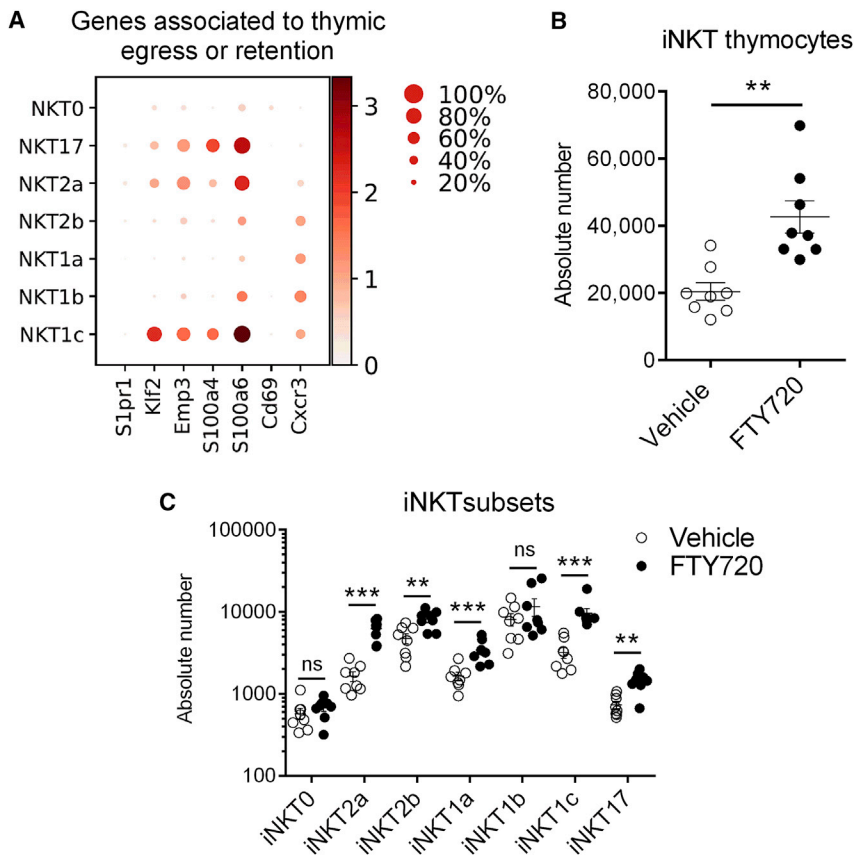 A
Genes associated to thymic
egress or retention
NKT0
NKT17
NKT2a
NKT2b
NKT1a
NKT1b
NKT1c
S1pr1
Klf2
Emp3
S100a4
S100a6
Cd69
Cxcr3
3
2
1
0
100%
80%
60%
40%
20%
B
iNKT thymocytes
**
Absolute number
80,000
60,000
40,000
20,000
0
Vehicle
FTY720
C
iNKTsubsets
Vehicle
FTY720
Absolute number
100000
10000
1000
100
ns
***
**
***
ns
***
**
iNKT0
iNKT2a
iNKT2b
iNKT1a
iNKT1b
iNKT1c
iNKT17